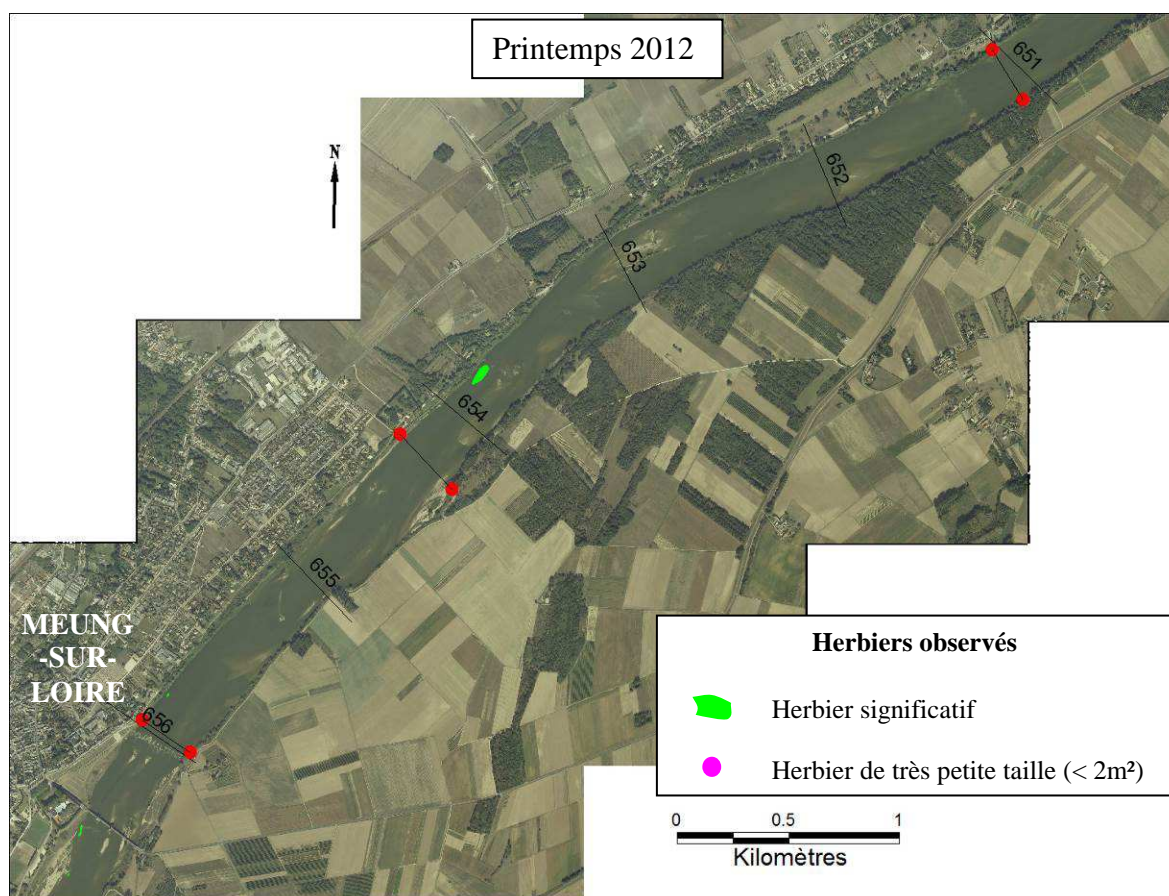 Printemps 2012
651
N
652
653
654
655
MEUNG
-SUR-
LOIRE
656
Herbiers observés
Herbier significatif
Herbier de très petite taille (< 2m²)
0 0.5 1
Kilomètres